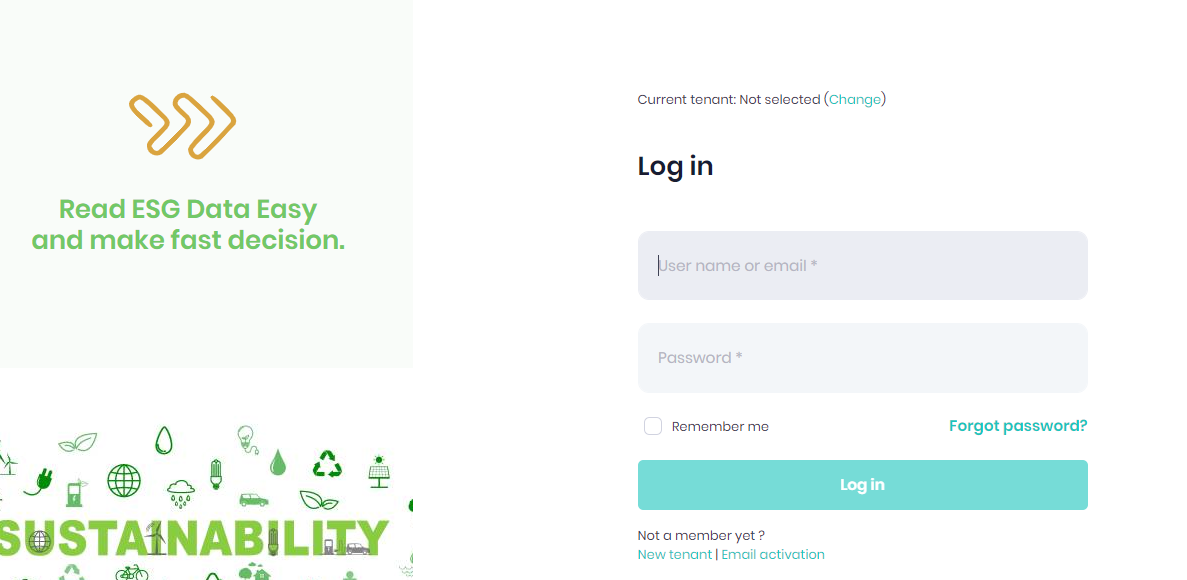 Read ESG Data Easy
and make fast decision.
SUSTAINABILITY
Current tenant: Not selected (Change)
Log in
User name or email *
Password *
Remember me
Forgot password?
Log in
Not a member yet ?
New tenant | Email activation